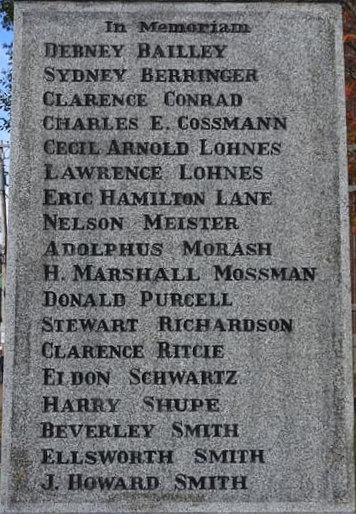 In Memoriam
DEBNEY BAILLEY
SYDNEY BERRINGER
CLARENCE CONRAD
CHARLES E. COSSMANN
CECIL ARNOLD LOHNES
LAWRENCE LOHNES
ERIC HAMILTON LANE
NELSON MEISTER
ADOLPHUS MORASH
H. MARSHALL MOSSMAN
DONALD PURCELL
STEWART RICHARDSON
CLARENCE RITCIE
ELDON SCHWARTZ
HARRY SHUPE
BEVERLEY SMITH
ELLSWORTH SMITH
J. HOWARD SMITH